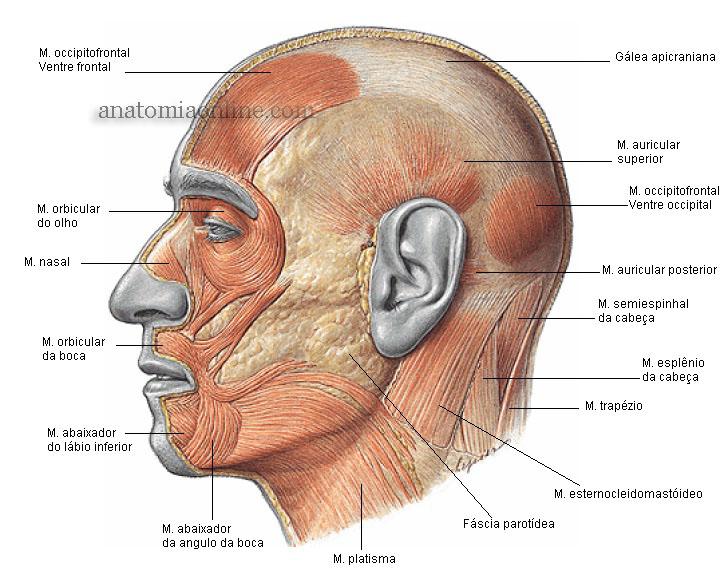 M. occipitofrontal
Ventre frontal
Gálea apicraniana
anatomiaonline.com
M. auricular
superior
M. occipitofrontal
Ventre occipital
M. orbicular
do olho
M. nasal
M. auricular posterior
M. semiespinhal
da cabeça
M. orbicular
da boca
M. esplênio
da cabeça
M. trapézio
M. abaixador
do lábio inferior
M. esternocleidomastóideo
Fáscia parotídea
M. abaixador
da angulo da boca
M. platisma